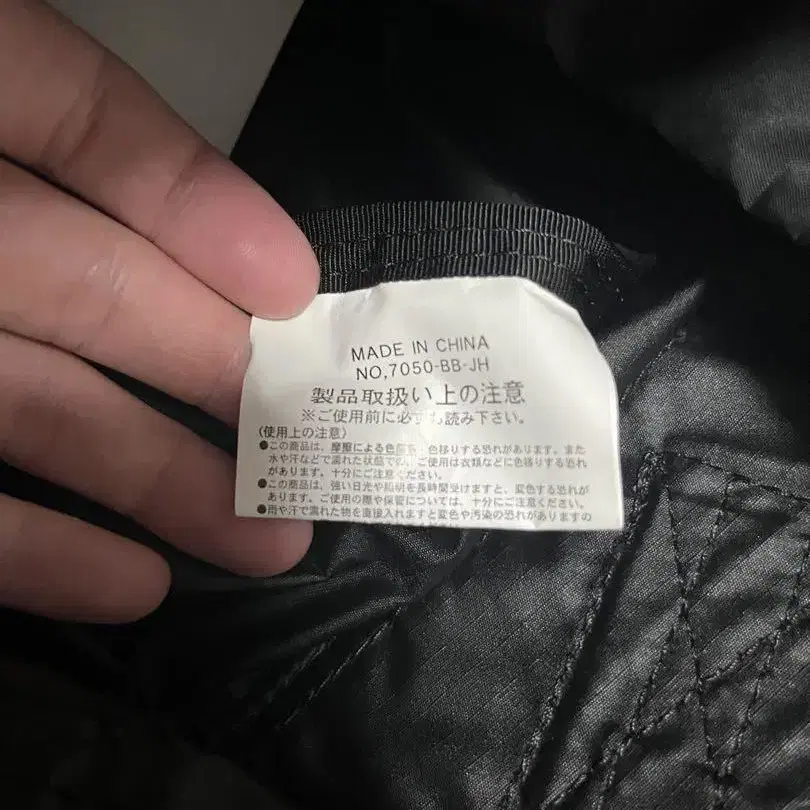 MADE IN CHINA
NO,7050-BB-JH
製品取扱い上の注意
※ご使用前に必ずお読み下さい。
(使用上の注意)
●この商品は、摩擦による色落ち・色移りする恐れがあります。また
水や汗などで濡れた状態での、ご使用は衣類などに色移りする恐れ
があります。十分にご注意ください。
●この商品は、強い日光や照明を長時間受けますと、変色する恐れが
あります。ご使用の際や保管については、十分にご注意ください。
●雨や汗で濡れた物を直接入れますと変色や汚染の恐れがありますの